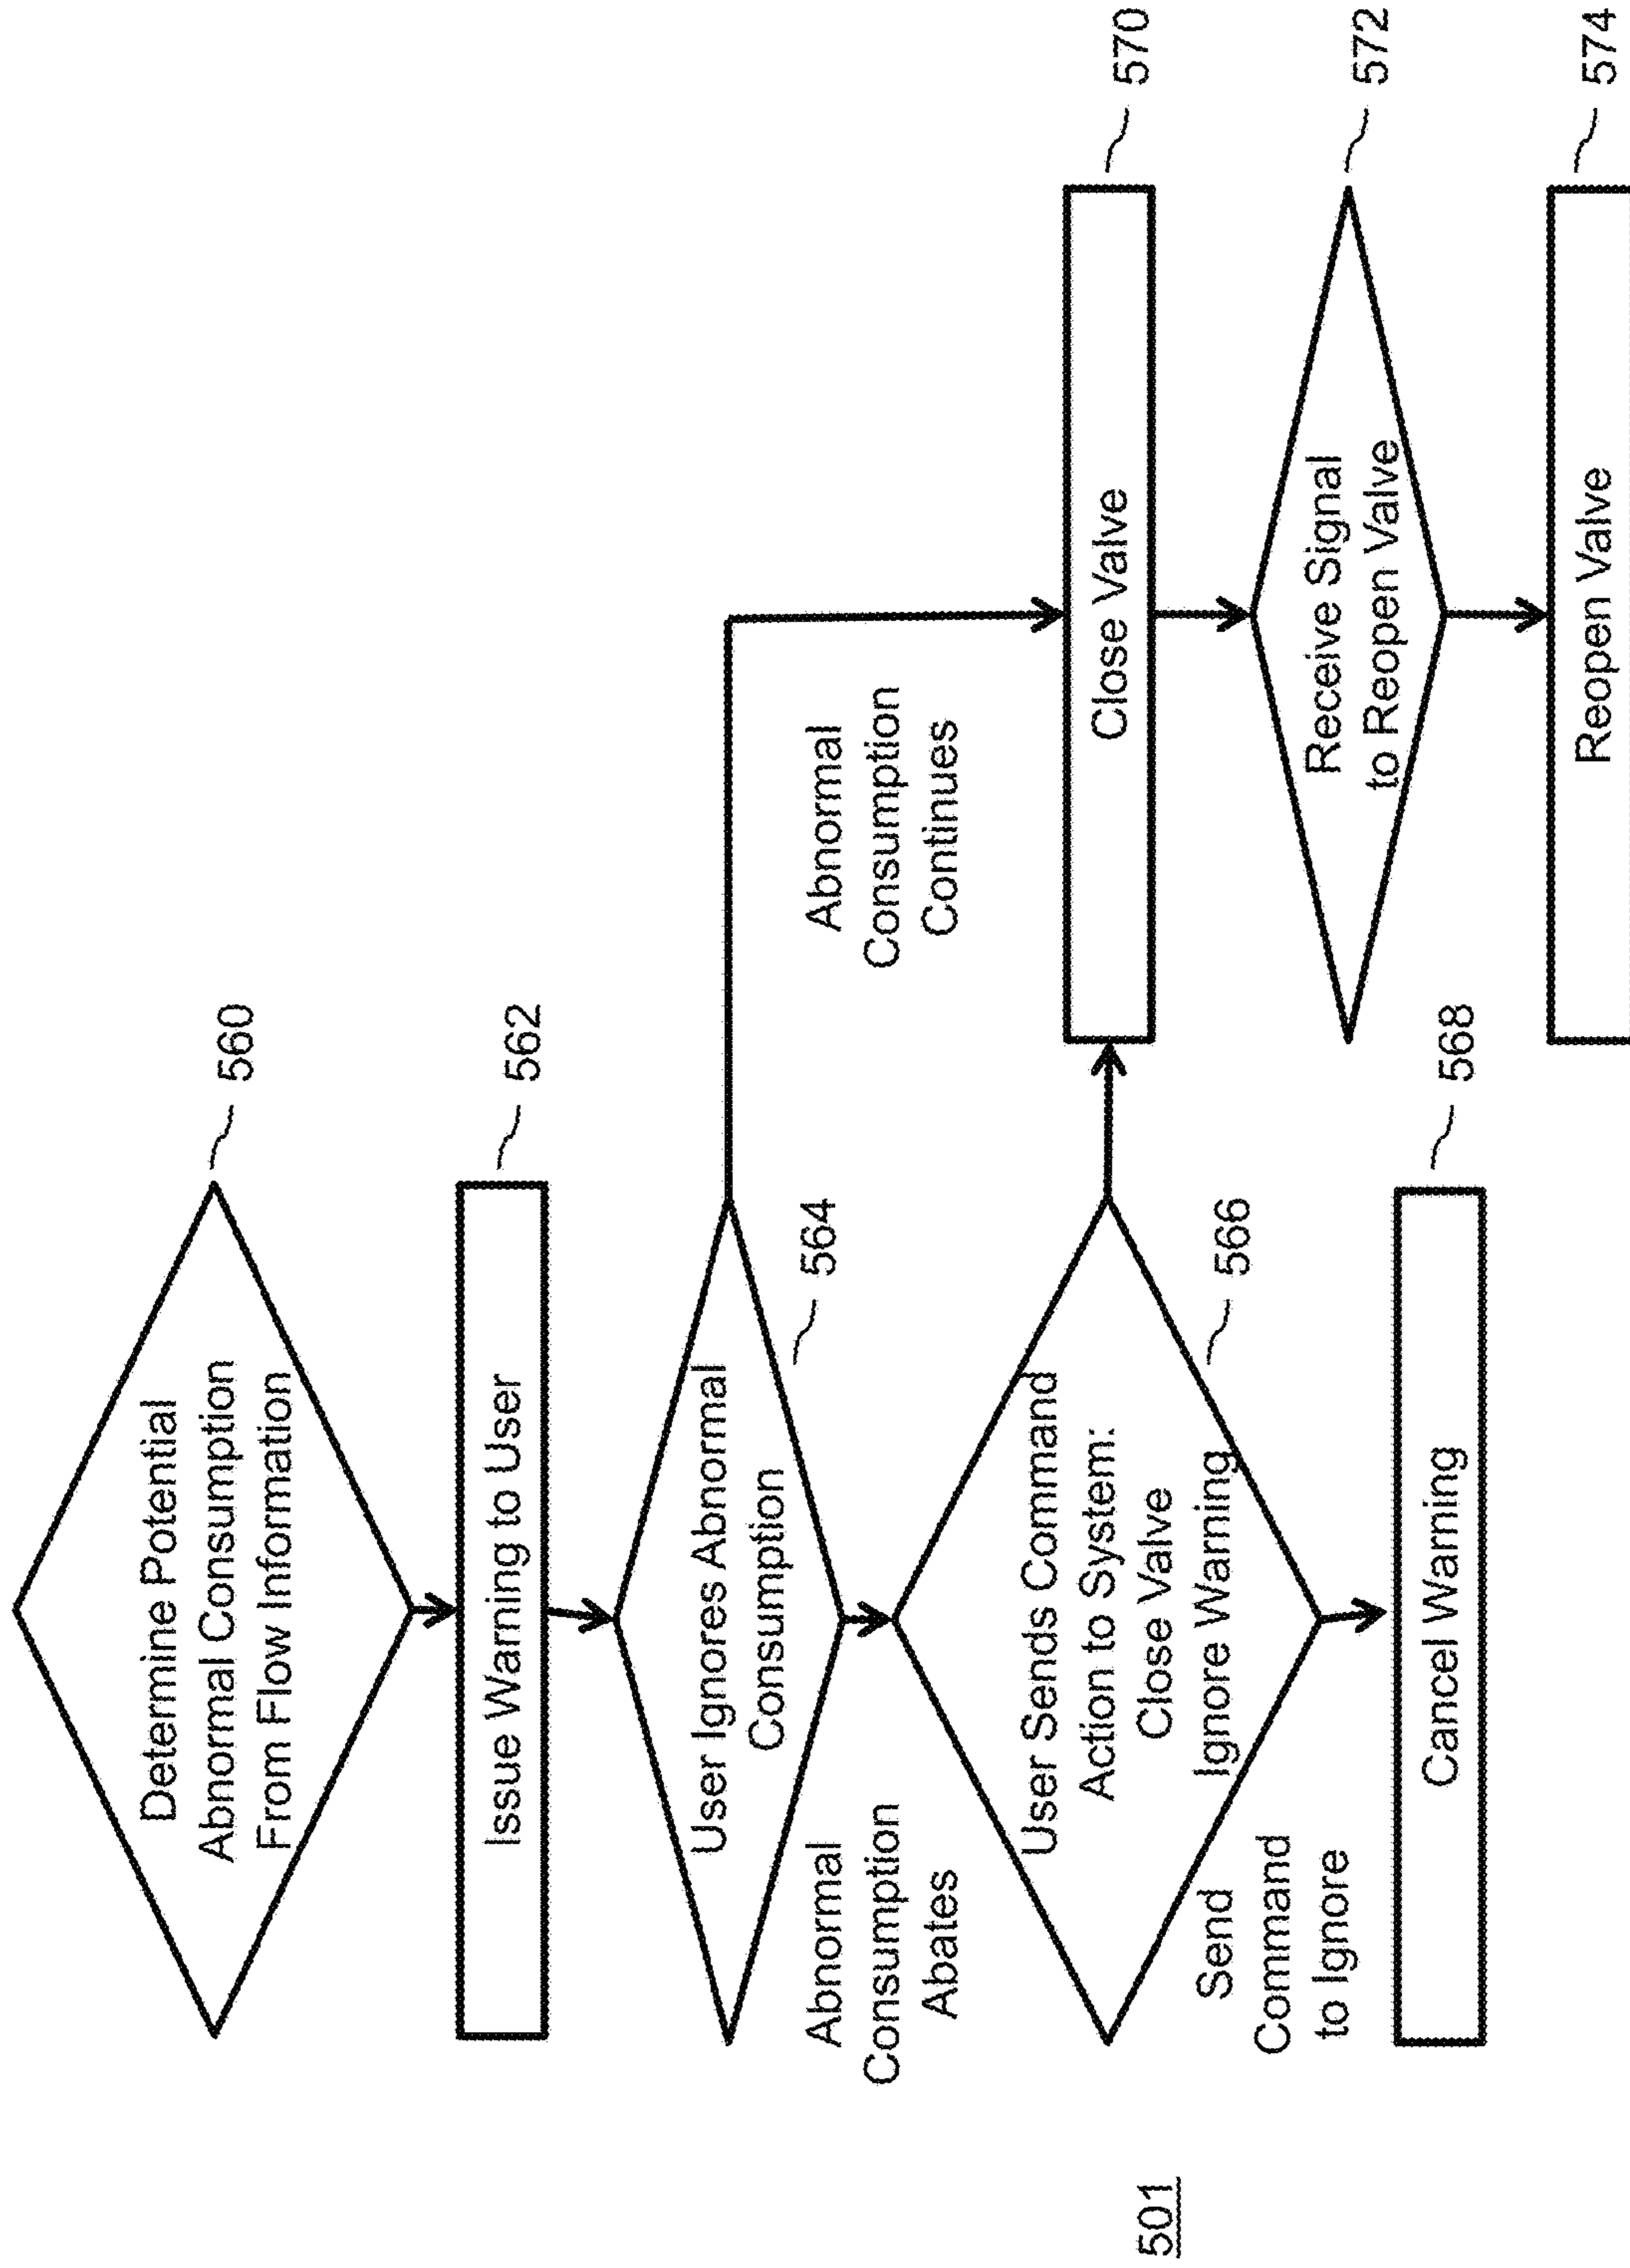 Determine Potential
Abnormal Consumption
From Flow Information
560
Issue Warning to User
562
User Ignores Abnormal
Consumption
564
Abnormal
Consumption
Abates
Abnormal
Consumption
Continues
User Sends Command
Action to System:
Close Valve
Ignore Warning
566
Send
Command
to Ignore
Cancel Warning
568
Close Valve
570
Receive Signal
to Reopen Valve
572
Reopen Valve
574
501